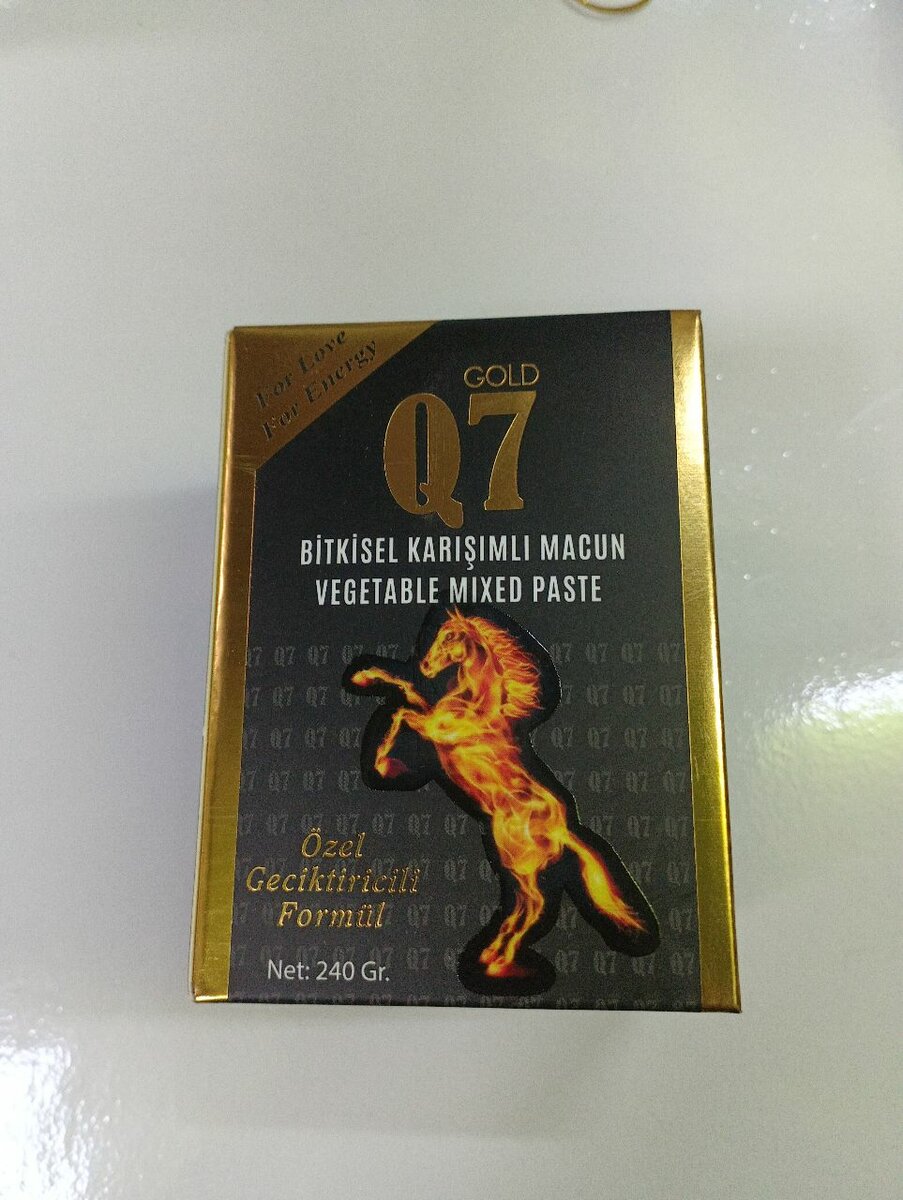 For Love
For Energy
GOLD
Q7
BİTKİSEL KARIŞIMLI MACUN
VEGETABLE MIXED PASTE
Özel
Geciktiricili
Formül
Net: 240 Gr.